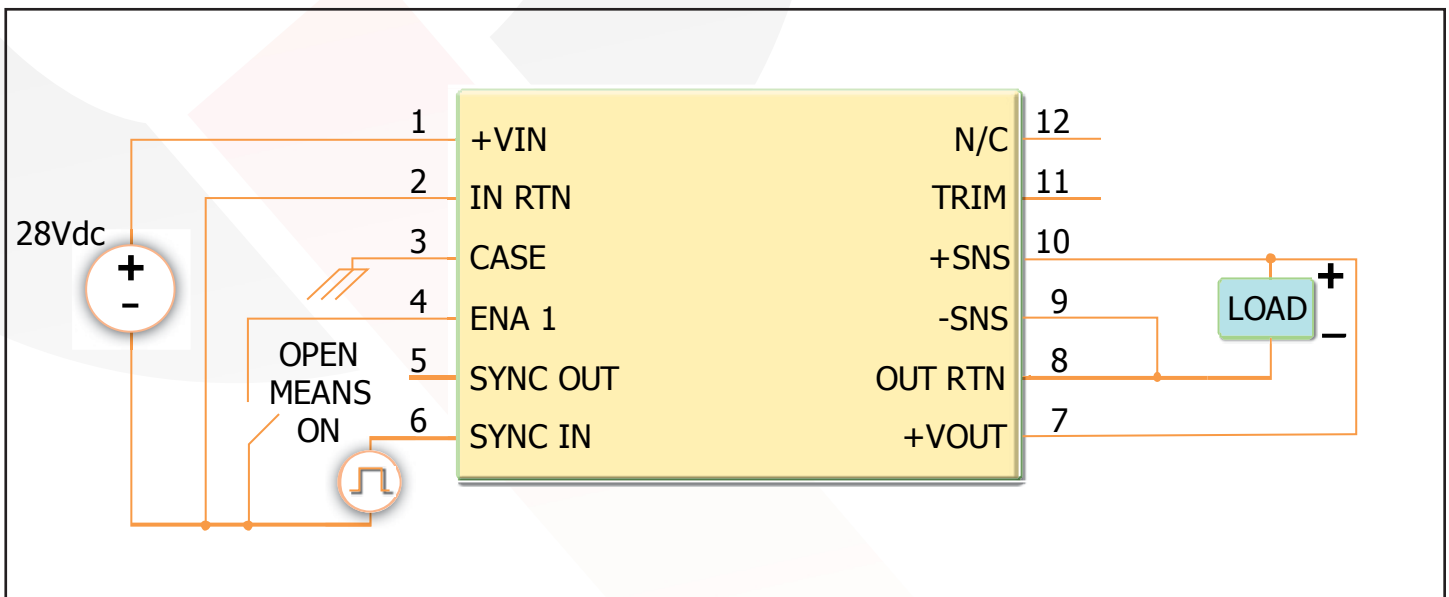 28Vdc
+
-
1
+VIN
2
IN RTN
3
CASE
4
ENA 1
5
SYNC OUT
6
SYNC IN
OPEN
MEANS
ON
12
N/C
11
TRIM
10
+SNS
9
-SNS
8
OUT RTN
7
+VOUT
LOAD
+
–